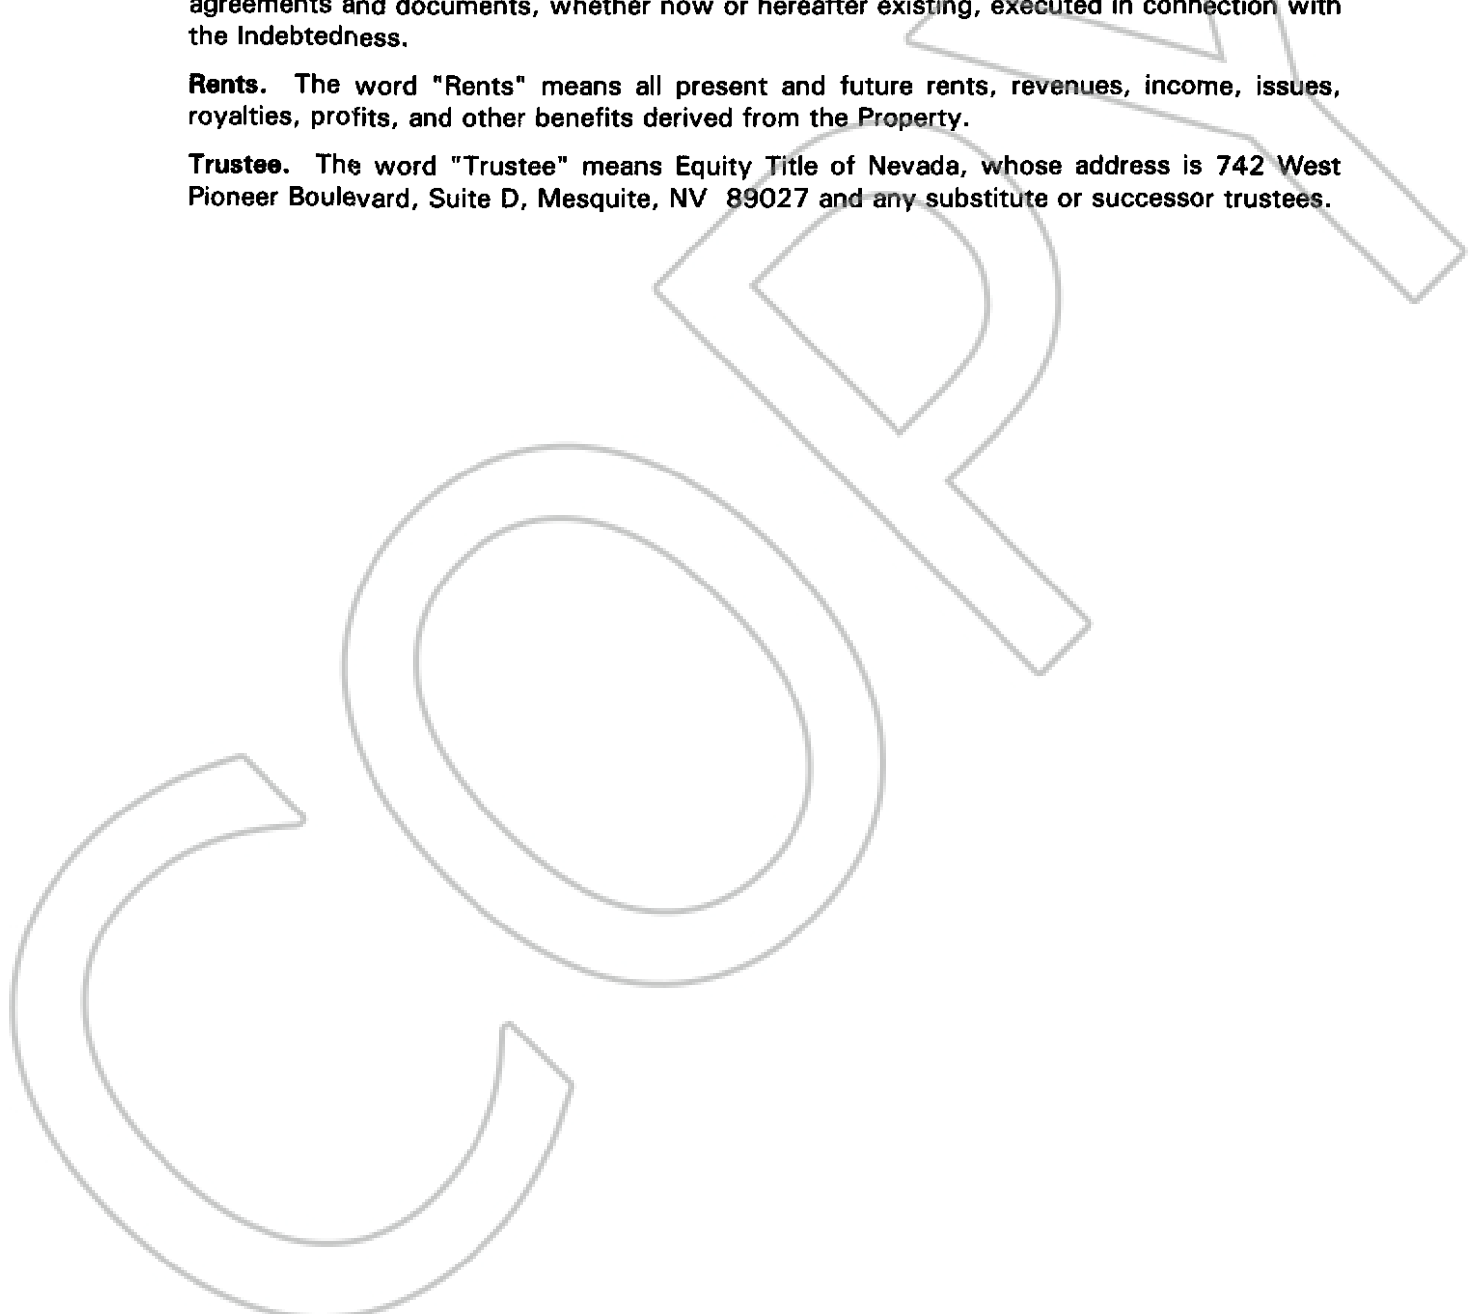 agreements and documents, whether now or hereafter existing, executed in connection with
the Indebtedness.
Rents. The word "Rents" means all present and future rents, revenues, income, issues,
royalties, profits, and other benefits derived from the Property.
Trustee. The word "Trustee" means Equity Title of Nevada, whose address is 742 West
Pioneer Boulevard, Suite D, Mesquite, NV 89027 and any substitute or successor trustees.
COPY